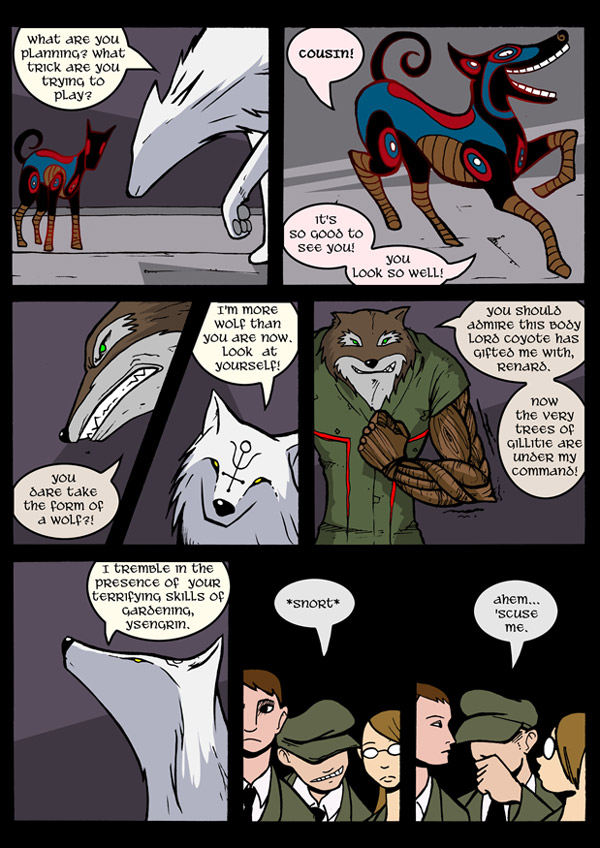 What are you
planning? What
trick are you
trying to
play?
Cousin!
It's
so good to
see you!
You
look so well!
You
dare take
the form of
a wolf?!
I'm more
wolf than
you are now.
Look at
yourself!
You should
admire this body
Lord Coyote has
gifted me with,
Renard.
Now
the very
trees of
Gillitie are
under my
command!
I tremble in the
presence of your
terrifying skills of
gardening,
Ysengrin.
*snort*
Ahem...
'scuse
me.